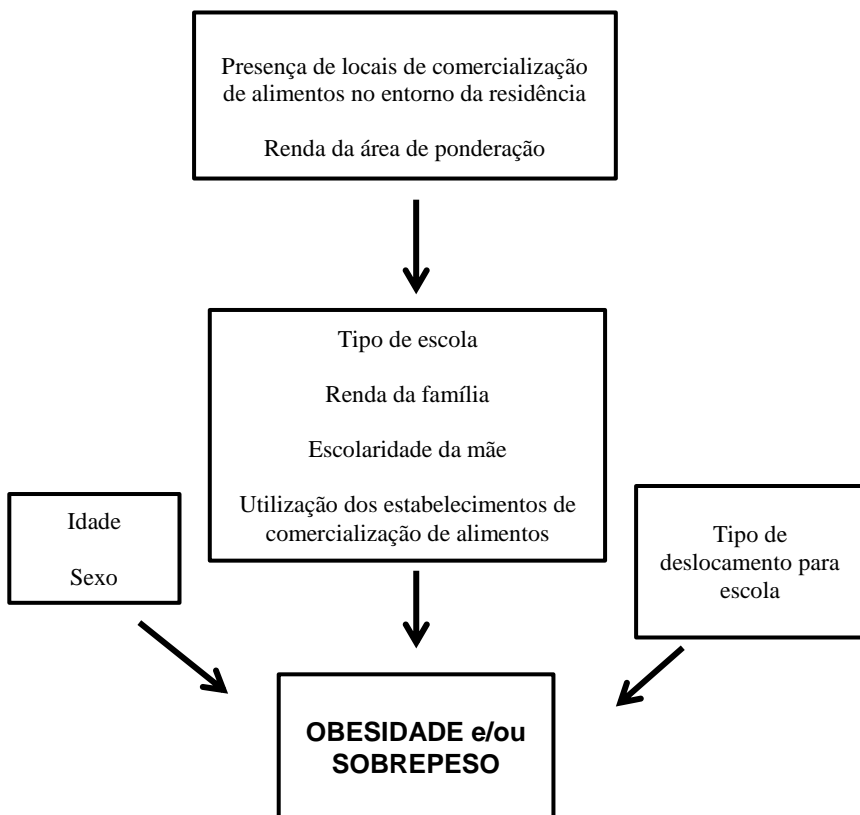 Presença de locais de comercialização
de alimentos no entorno da residência
Renda da área de ponderação
Tipo de escola
Renda da família
Escolaridade da mãe
Utilização dos estabelecimentos de
comercialização de alimentos
Idade
Sexo
Tipo de
deslocamento para
escola
OBESIDADE e/ou
SOBREPESO